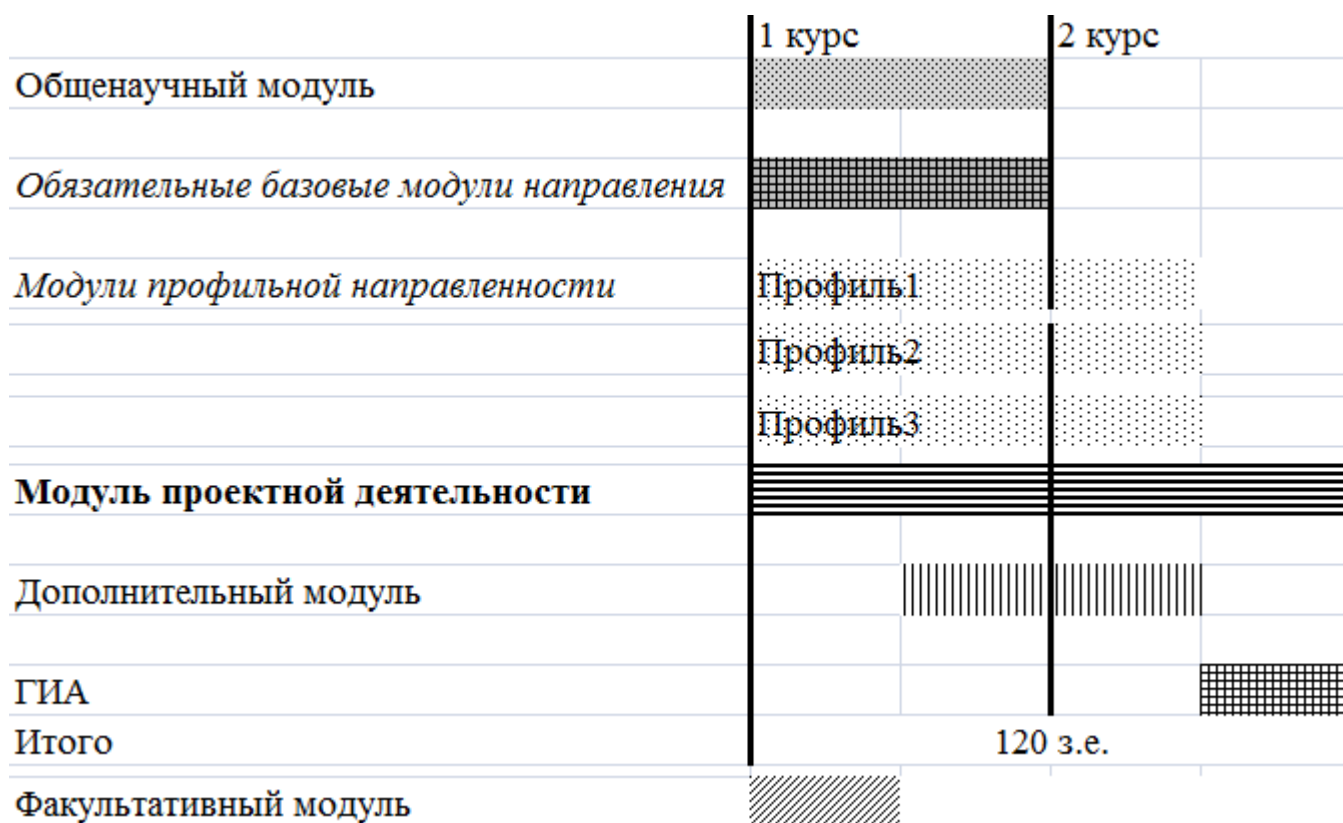 1 курс 2 курс
Общенаучный модуль
Обязательные базовые модули направления
Модули профильной направленности Профиль1
Профиль2
Профиль3
Модуль проектной деятельности
Дополнительный модуль
ГИА
Итого 120 з.е.
Факультативный модуль